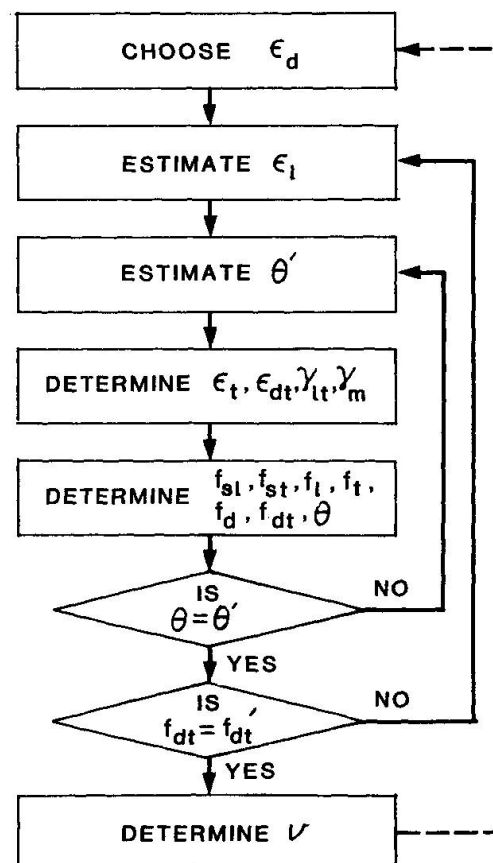 CHOOSE ϵd
ESTIMATE ϵl
ESTIMATE θ′
DETERMINE ϵt, ϵdt, γlt, γm
DETERMINE fsl, fst, fl, ft,
fd, fdt, θ
IS
θ = θ′
NO
YES
IS
fdt = fdt′
NO
YES
DETERMINE ν